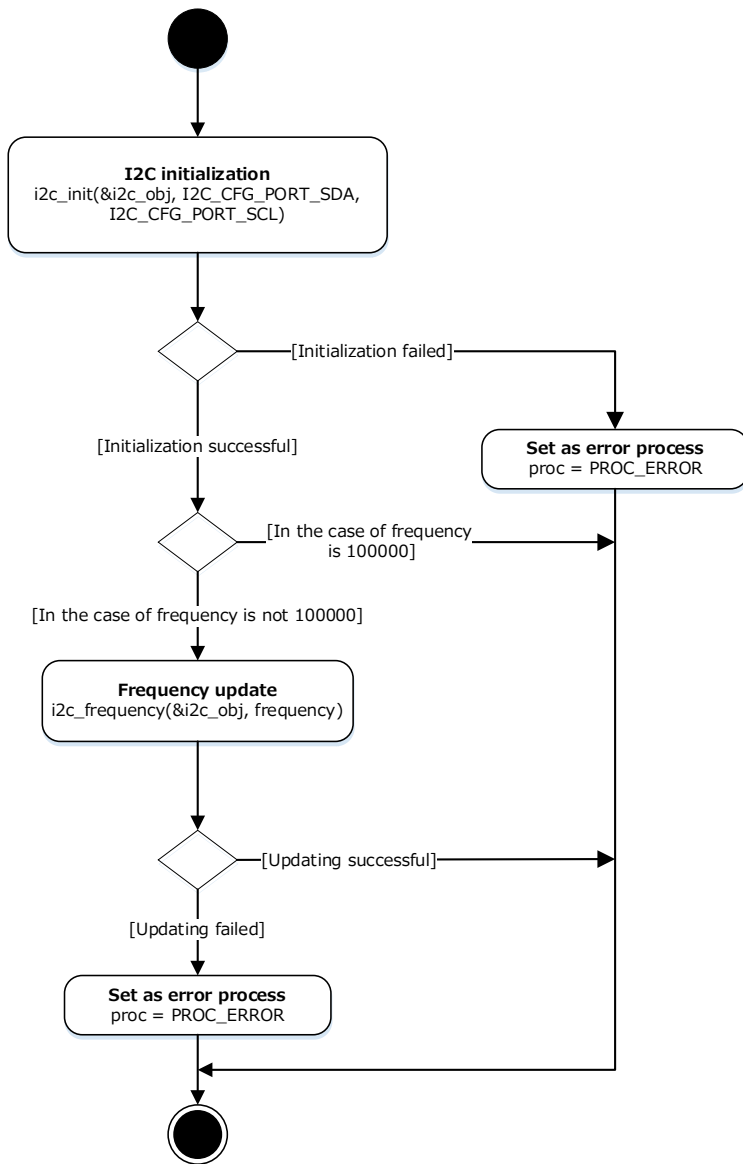 I2C initialization
i2c_init(&i2c_obj, I2C_CFG_PORT_SDA,
I2C_CFG_PORT_SCL)
[Initialization failed]
[Initialization successful]
Set as error process
proc = PROC_ERROR
[In the case of frequency
is 100000]
[In the case of frequency is not 100000]
Frequency update
i2c_frequency(&i2c_obj, frequency)
[Updating successful]
[Updating failed]
Set as error process
proc = PROC_ERROR